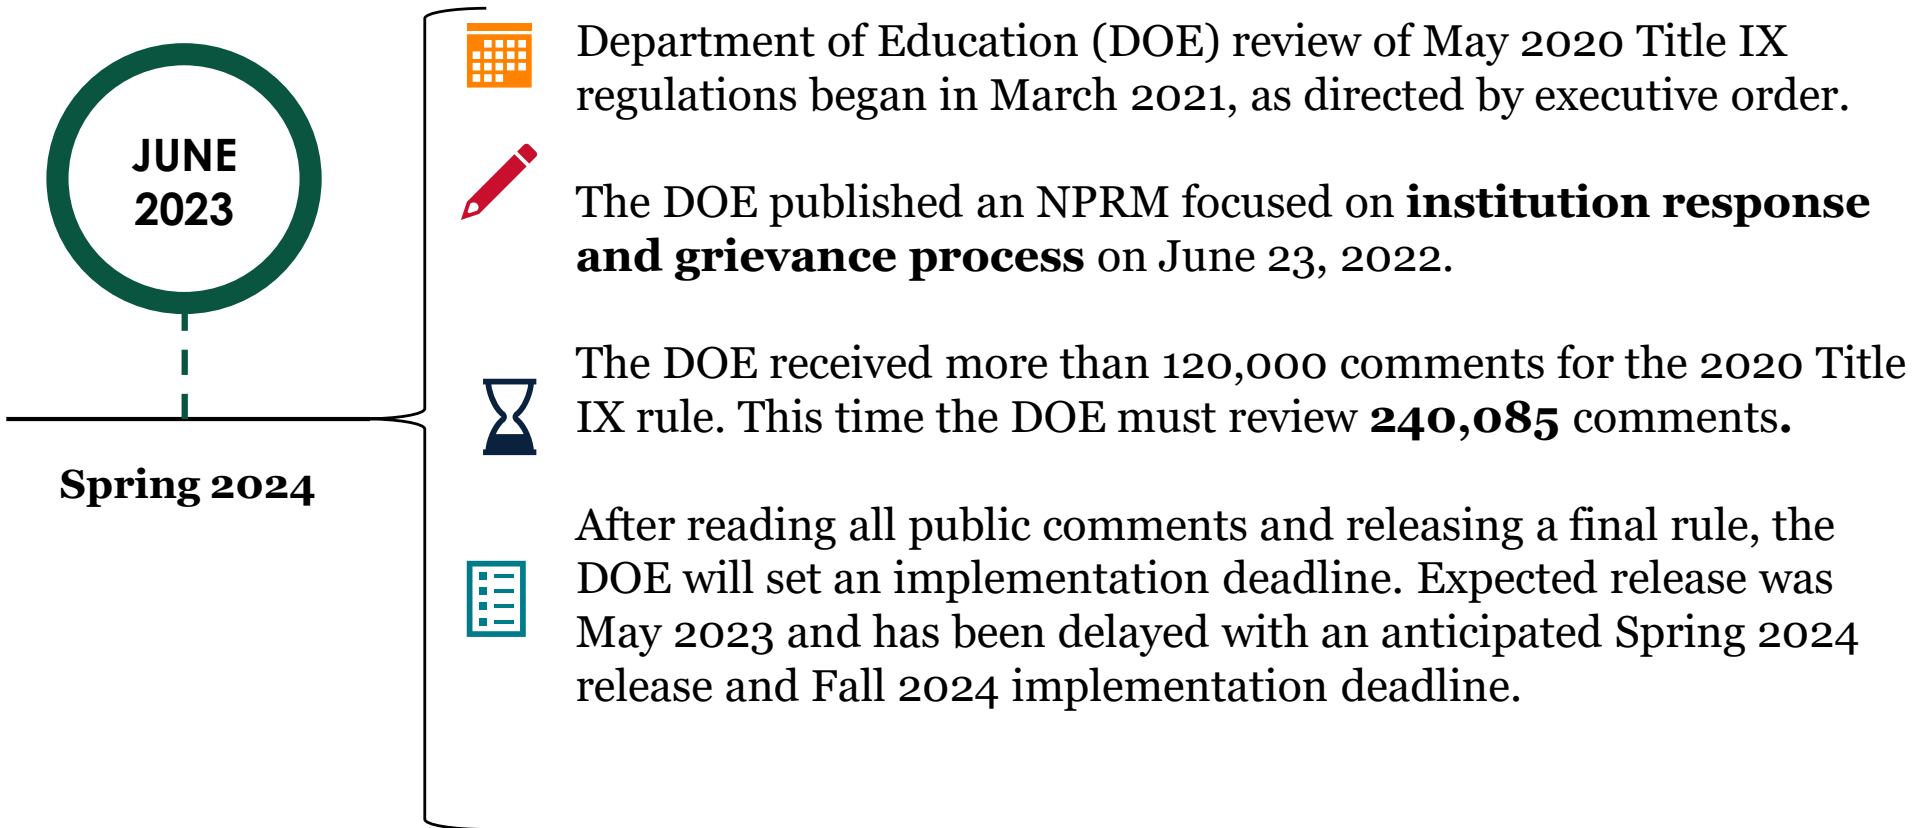 JUNE
2023
Spring 2024
Department of Education (DOE) review of May 2020 Title IX
regulations began in March 2021, as directed by executive order.
The DOE published an NPRM focused on institution response
and grievance process on June 23, 2022.
The DOE received more than 120,000 comments for the 2020 Title
IX rule. This time the DOE must review 240,085 comments.
After reading all public comments and releasing a final rule, the
DOE will set an implementation deadline. Expected release was
May 2023 and has been delayed with an anticipated Spring 2024
release and Fall 2024 implementation deadline.